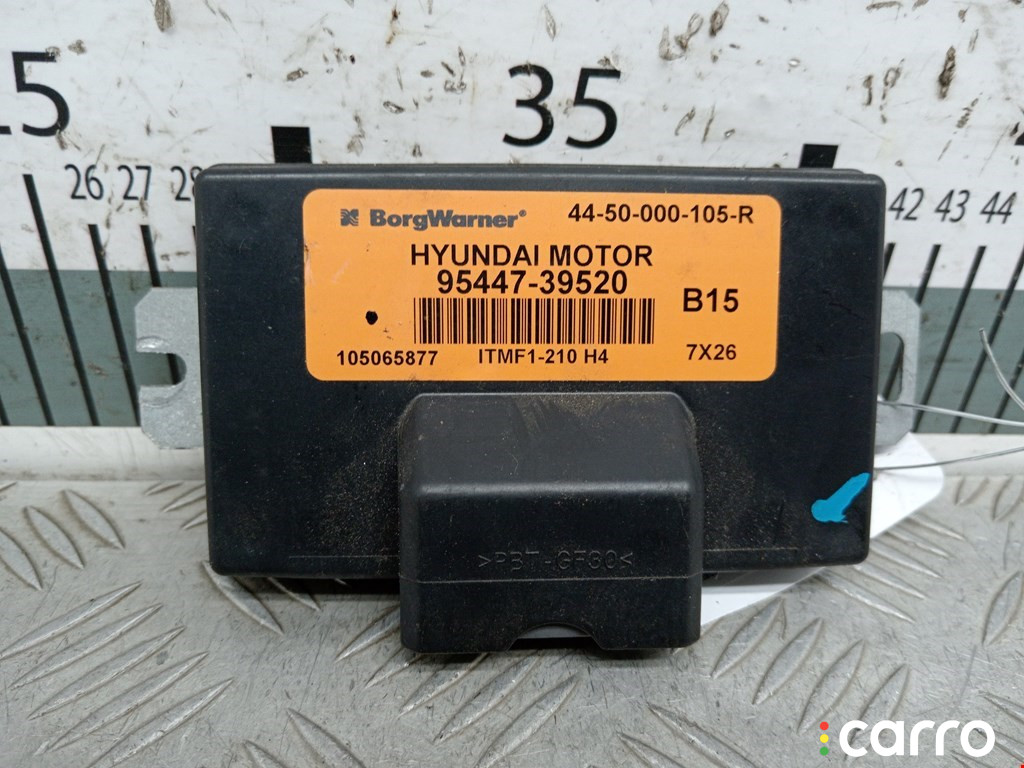 35
26 27 28
42 43 44
BorgWarner® 44-50-000-105-R
HYUNDAI MOTOR
95447-39520
B15
105065877 ITMF1-210 H4 7X26
>PBT-GF30<
carro